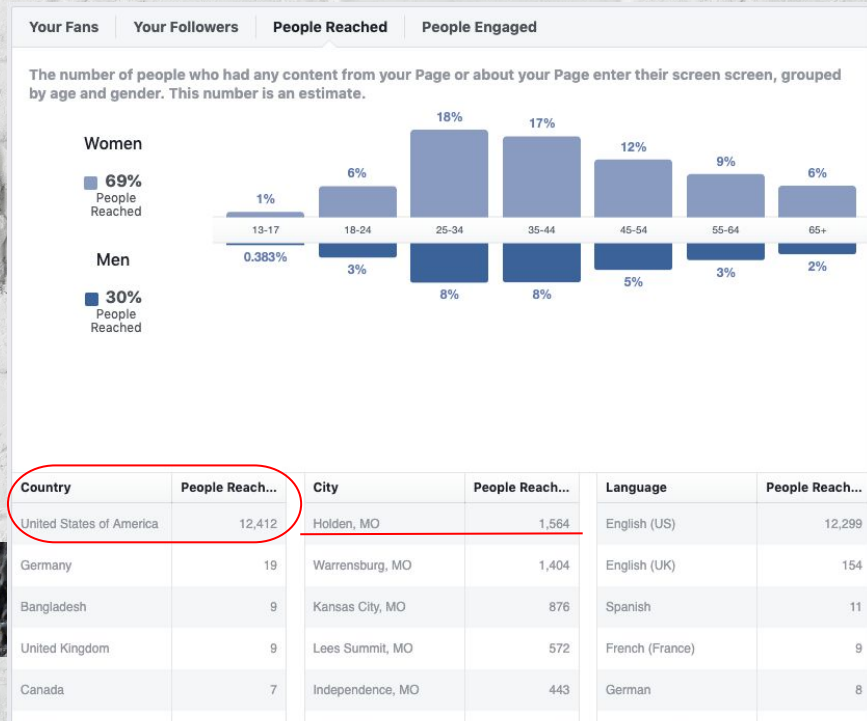 Your Fans Your Followers People Reached People Engaged
The number of people who had any content from your Page or about your Page enter their screen screen, grouped
by age and gender. This number is an estimate.
Women
69%
People
Reached
1% 6% 18% 17% 12% 9% 6%
13-17 18-24 25-34 35-44 45-54 55-64 65+
Men
30%
People
Reached
0.383% 3% 8% 8% 5% 3% 2%
Country People Reach... City People Reach... Language People Reach...
United States of America 12,412 Holden, MO 1,564 English (US) 12,299
Germany 19 Warrensburg, MO 1,404 English (UK) 154
Bangladesh 9 Kansas City, MO 876 Spanish 11
United Kingdom 9 Lees Summit, MO 572 French (France) 9
Canada 7 Independence, MO 443 German 8